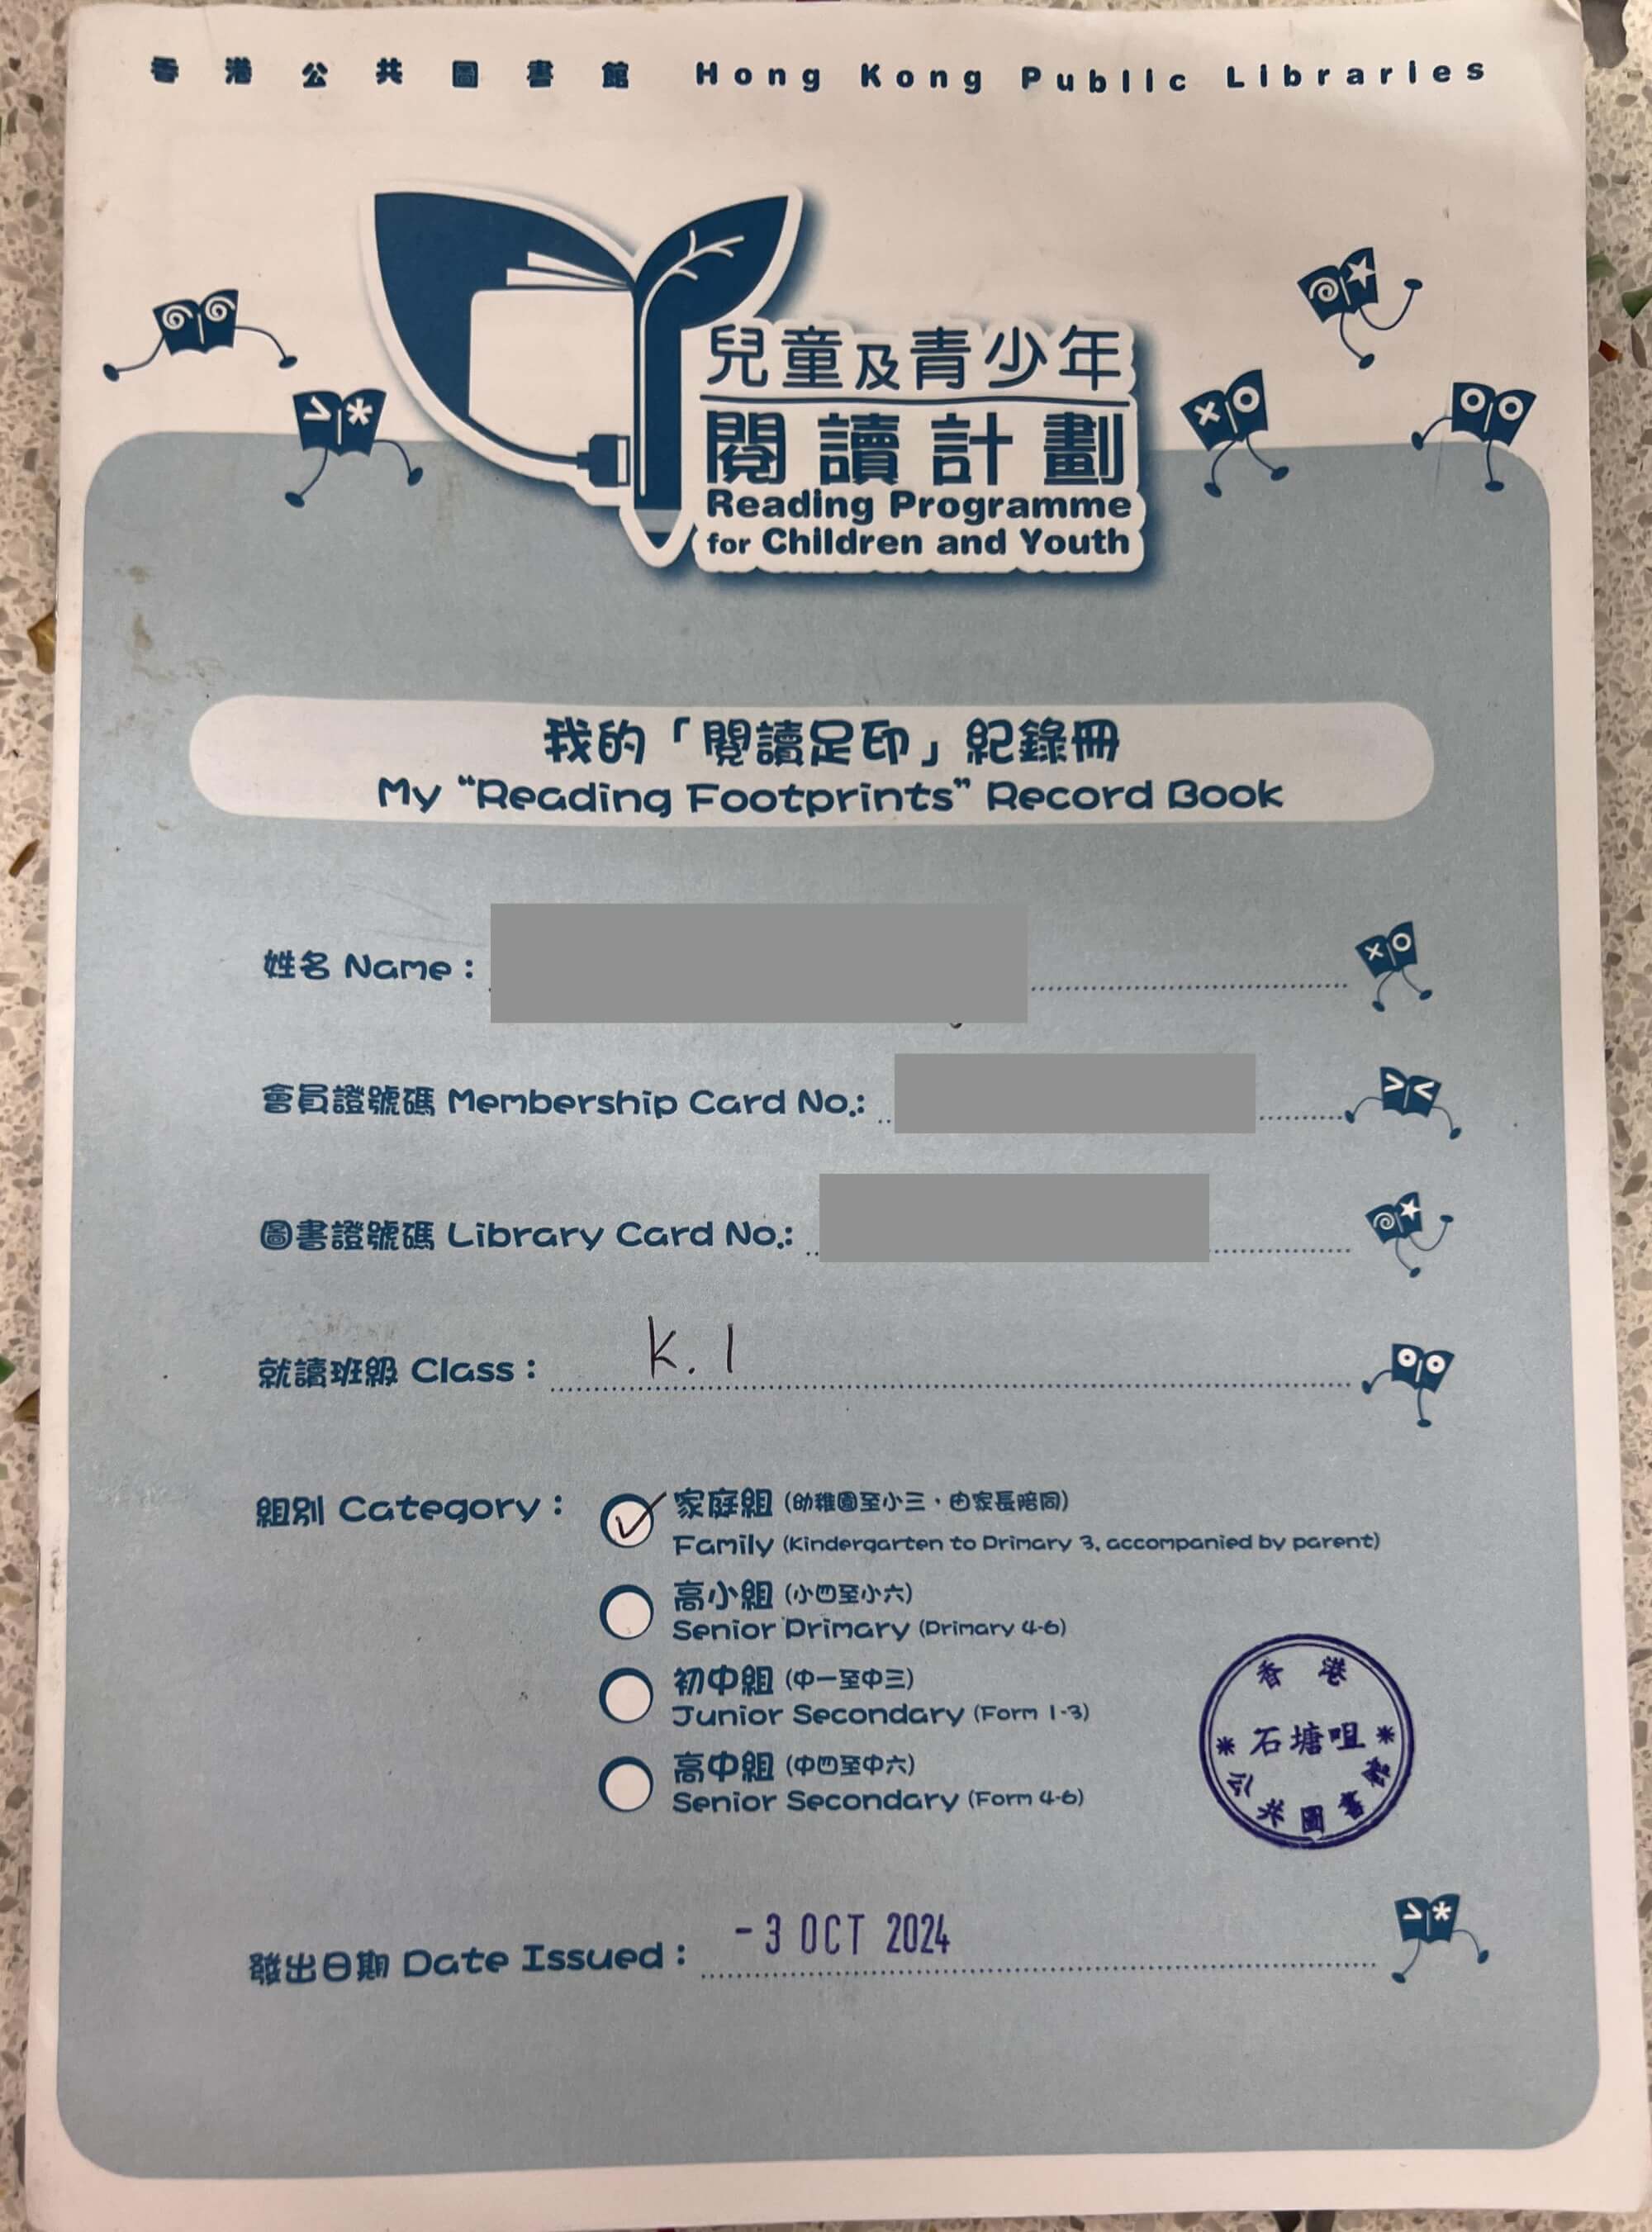 香港公共圖書館 Hong Kong Public Libraries
兒童及青少年
閱讀計劃
Reading Programme
for Children and Youth
我的「閱讀足印」紀錄冊
My “Reading Footprints” Record Book
姓名 Name :
會員證號碼 Membership Card No.:
圖書證號碼 Library Card No.:
就讀班級 Class : K.1
組別 Category :
家庭組 (幼稚園至小三，由家長陪同)
Family (Kindergarten to Primary 3, accompanied by parent)
高小組 (小四至小六)
Senior Primary (Primary 4-6)
初中組 (中一至中三)
Junior Secondary (Form 1-3)
高中組 (中四至中六)
Senior Secondary (Form 4-6)
香港
*石塘咀*
公共圖書館
發出日期 Date Issued : -3 OCT 2024